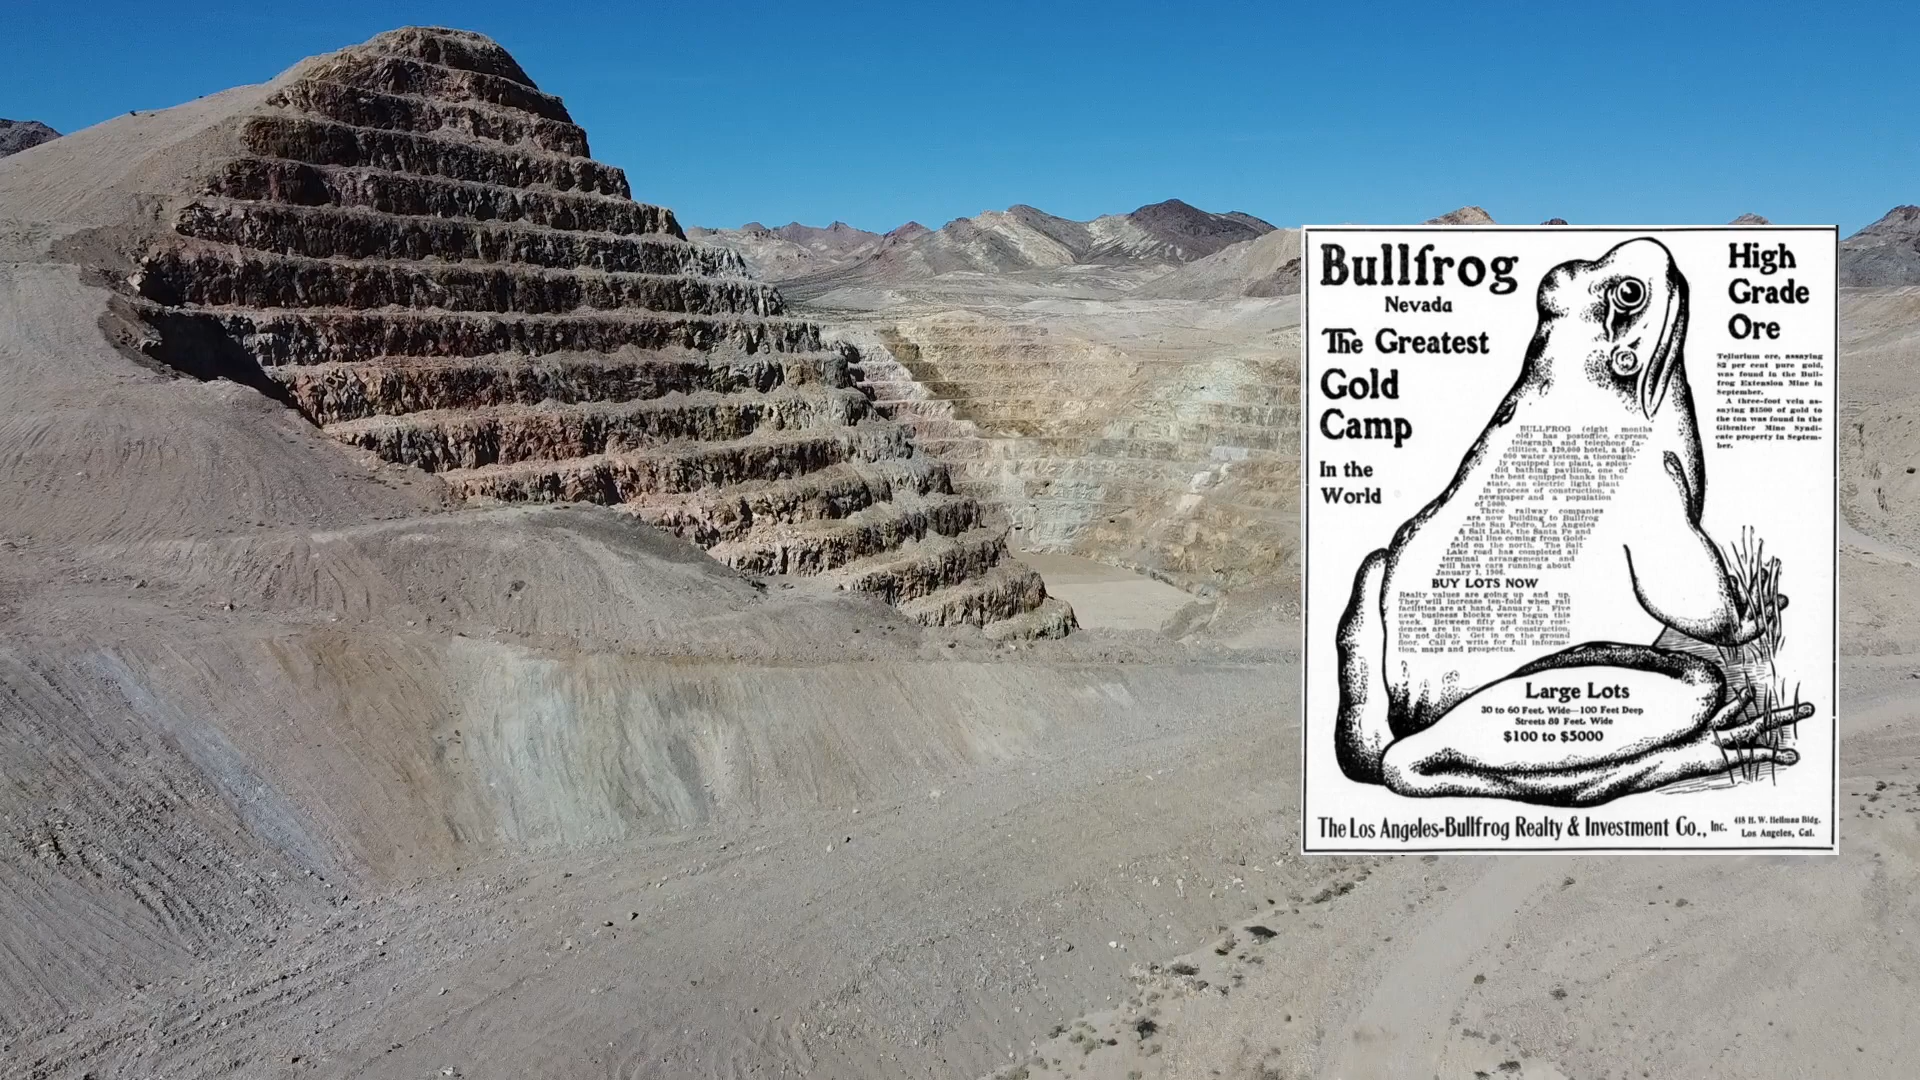 Bullfrog
Nevada
The Greatest
Gold
Camp
In the
World
High
Grade
Ore
Tellurium ore, assaying
82 per cent pure gold,
was found in the Bull-
frog Extension Mine in
September.
A three-foot vein as-
saying $1500 of gold to
the ton was found in the
Gibralter Mine Syndi-
cate property in Septem-
ber.
BULLFROG (eight months
old) has postoffice, express,
telegraph and telephone fa-
cilities, a $20,000 hotel, a
water system, a thorough-
ly equipped ice plant, a splen-
did bathing pavilion, one of
the best equipped banks in the
state, an electric light plant
in process of construction, a
newspaper and a population
of
Three railway companies
are now building to Bullfrog
—the San Pedro, Los Angeles
& Salt Lake, the Santa Fe and
a local line coming from Gold-
field on the north. The Salt
Lake road has completed all
terminal arrangements and
will have cars running about
January 1, 1906.
BUY LOTS NOW
Realty values are going up and up.
They will increase ten-fold when rail
facilities are at hand, January 1. Five
new business blocks were begun this
week. Between fifty and sixty resi-
dences are in course of construction.
Do not delay. Get in on the ground
floor. Call or write for full informa-
tion, maps and prospectus.
Large Lots
30 to 60 Feet Wide—100 Feet Deep
Streets 80 Feet Wide
$100 to $5000
The Los Angeles-Bullfrog Realty & Investment Co., Inc.
418 H. W. Hellman Bldg.
Los Angeles, Cal.